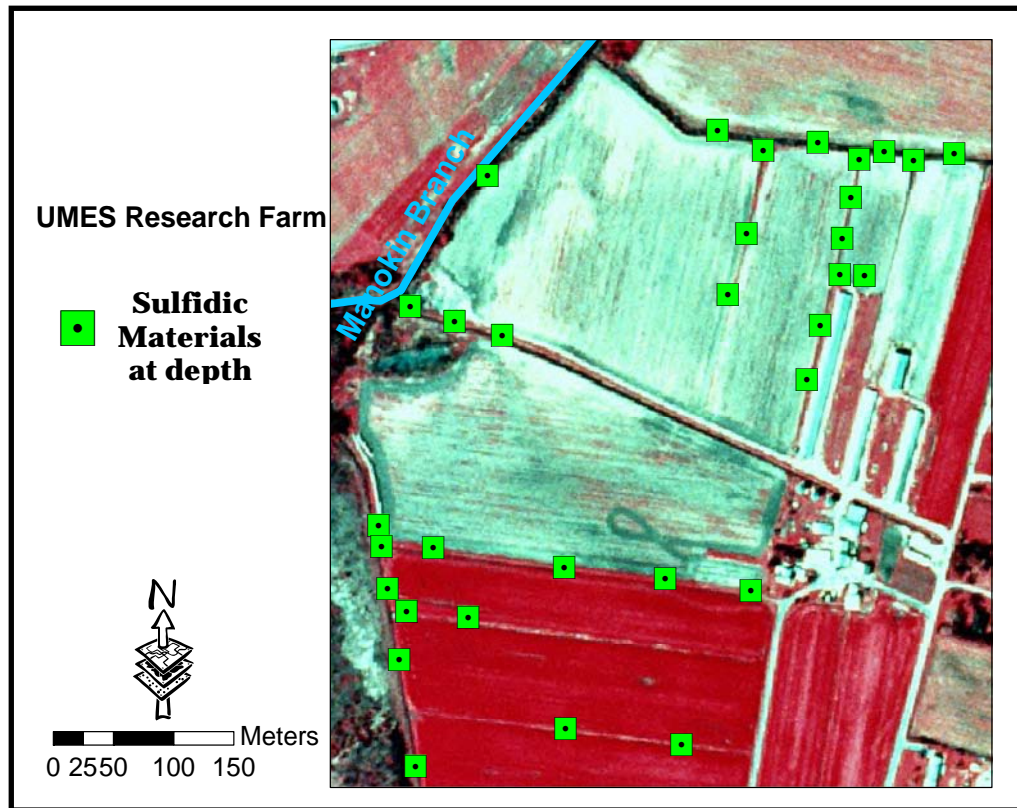 UMES Research Farm
Sulfidic
Materials
at depth
Manokin Branch
N
Meters
0 2550 100 150